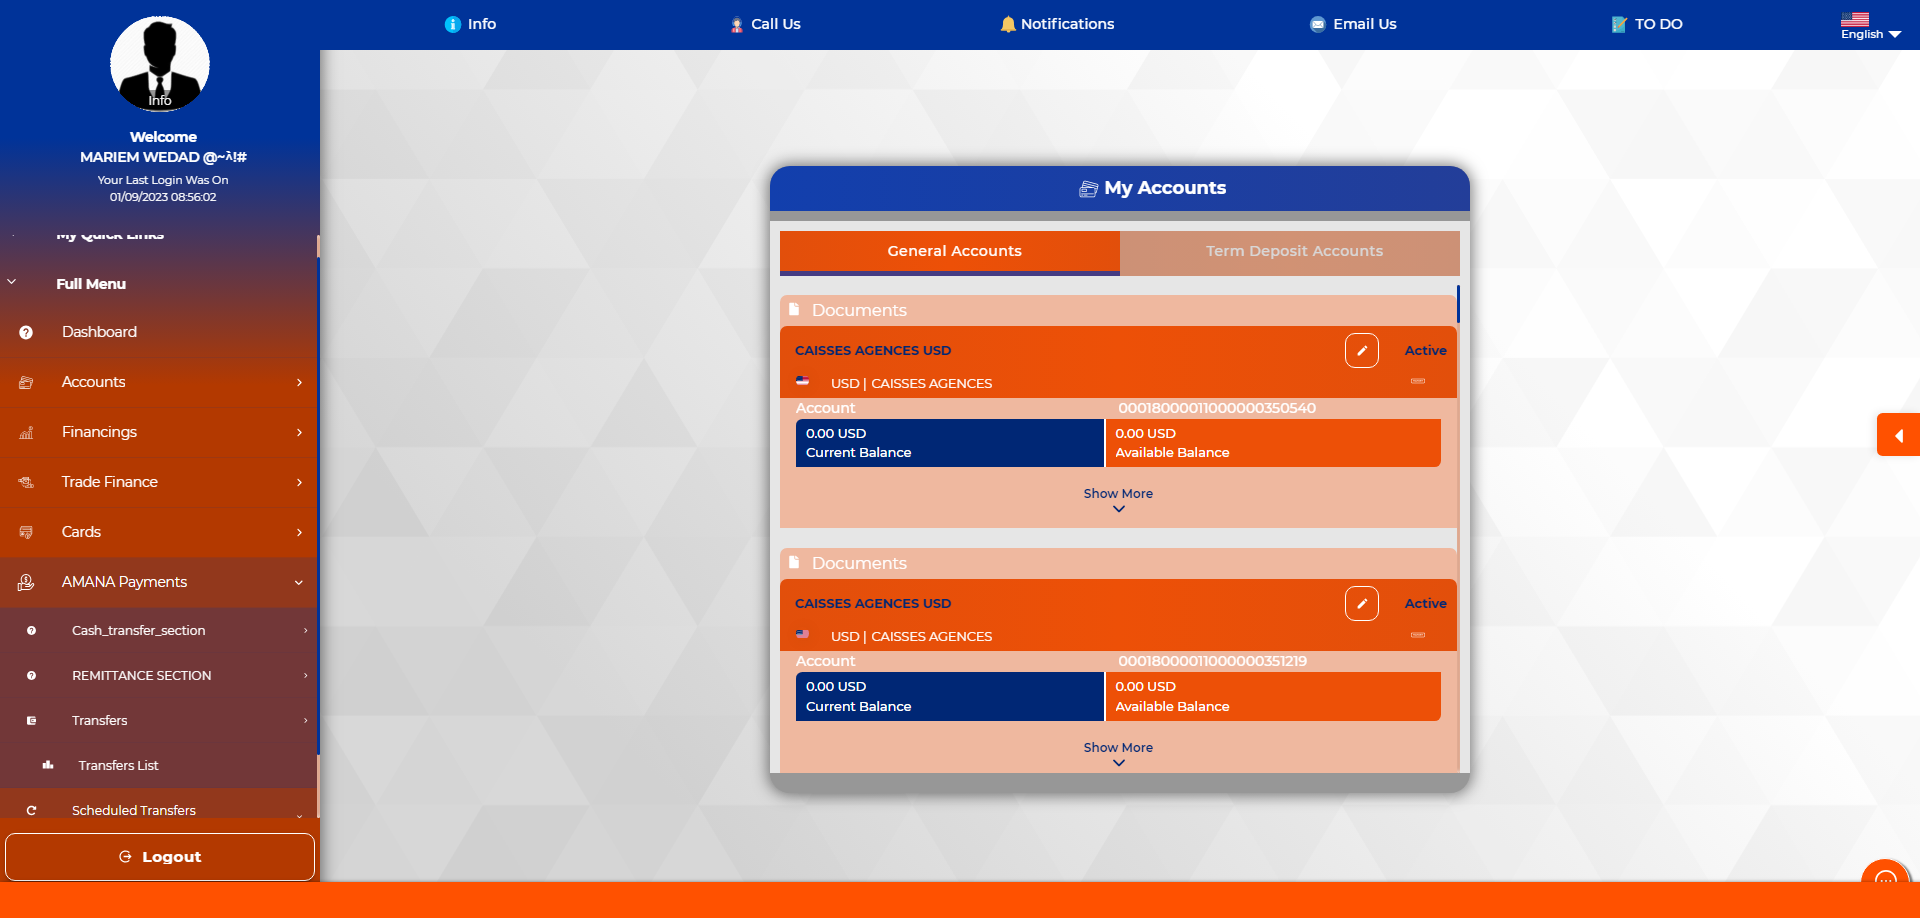 Info
Call Us
Notifications
Email Us
TO DO
English
Info
Welcome
MARIEM WEDAD @~λ!#
Your Last Login Was On
01/09/2023 08:56:02
My Quick Links
Full Menu
Dashboard
Accounts
Financings
Trade Finance
Cards
AMANA Payments
Cash_transfer_section
REMITTANCE SECTION
Transfers
Transfers List
Scheduled Transfers
Logout
My Accounts
General Accounts
Term Deposit Accounts
Documents
CAISSES AGENCES USD
Active
USD | CAISSES AGENCES
Account
00018000011000000350540
0.00 USD
Current Balance
0.00 USD
Available Balance
Show More
Documents
CAISSES AGENCES USD
Active
USD | CAISSES AGENCES
Account
00018000011000000351219
0.00 USD
Current Balance
0.00 USD
Available Balance
Show More